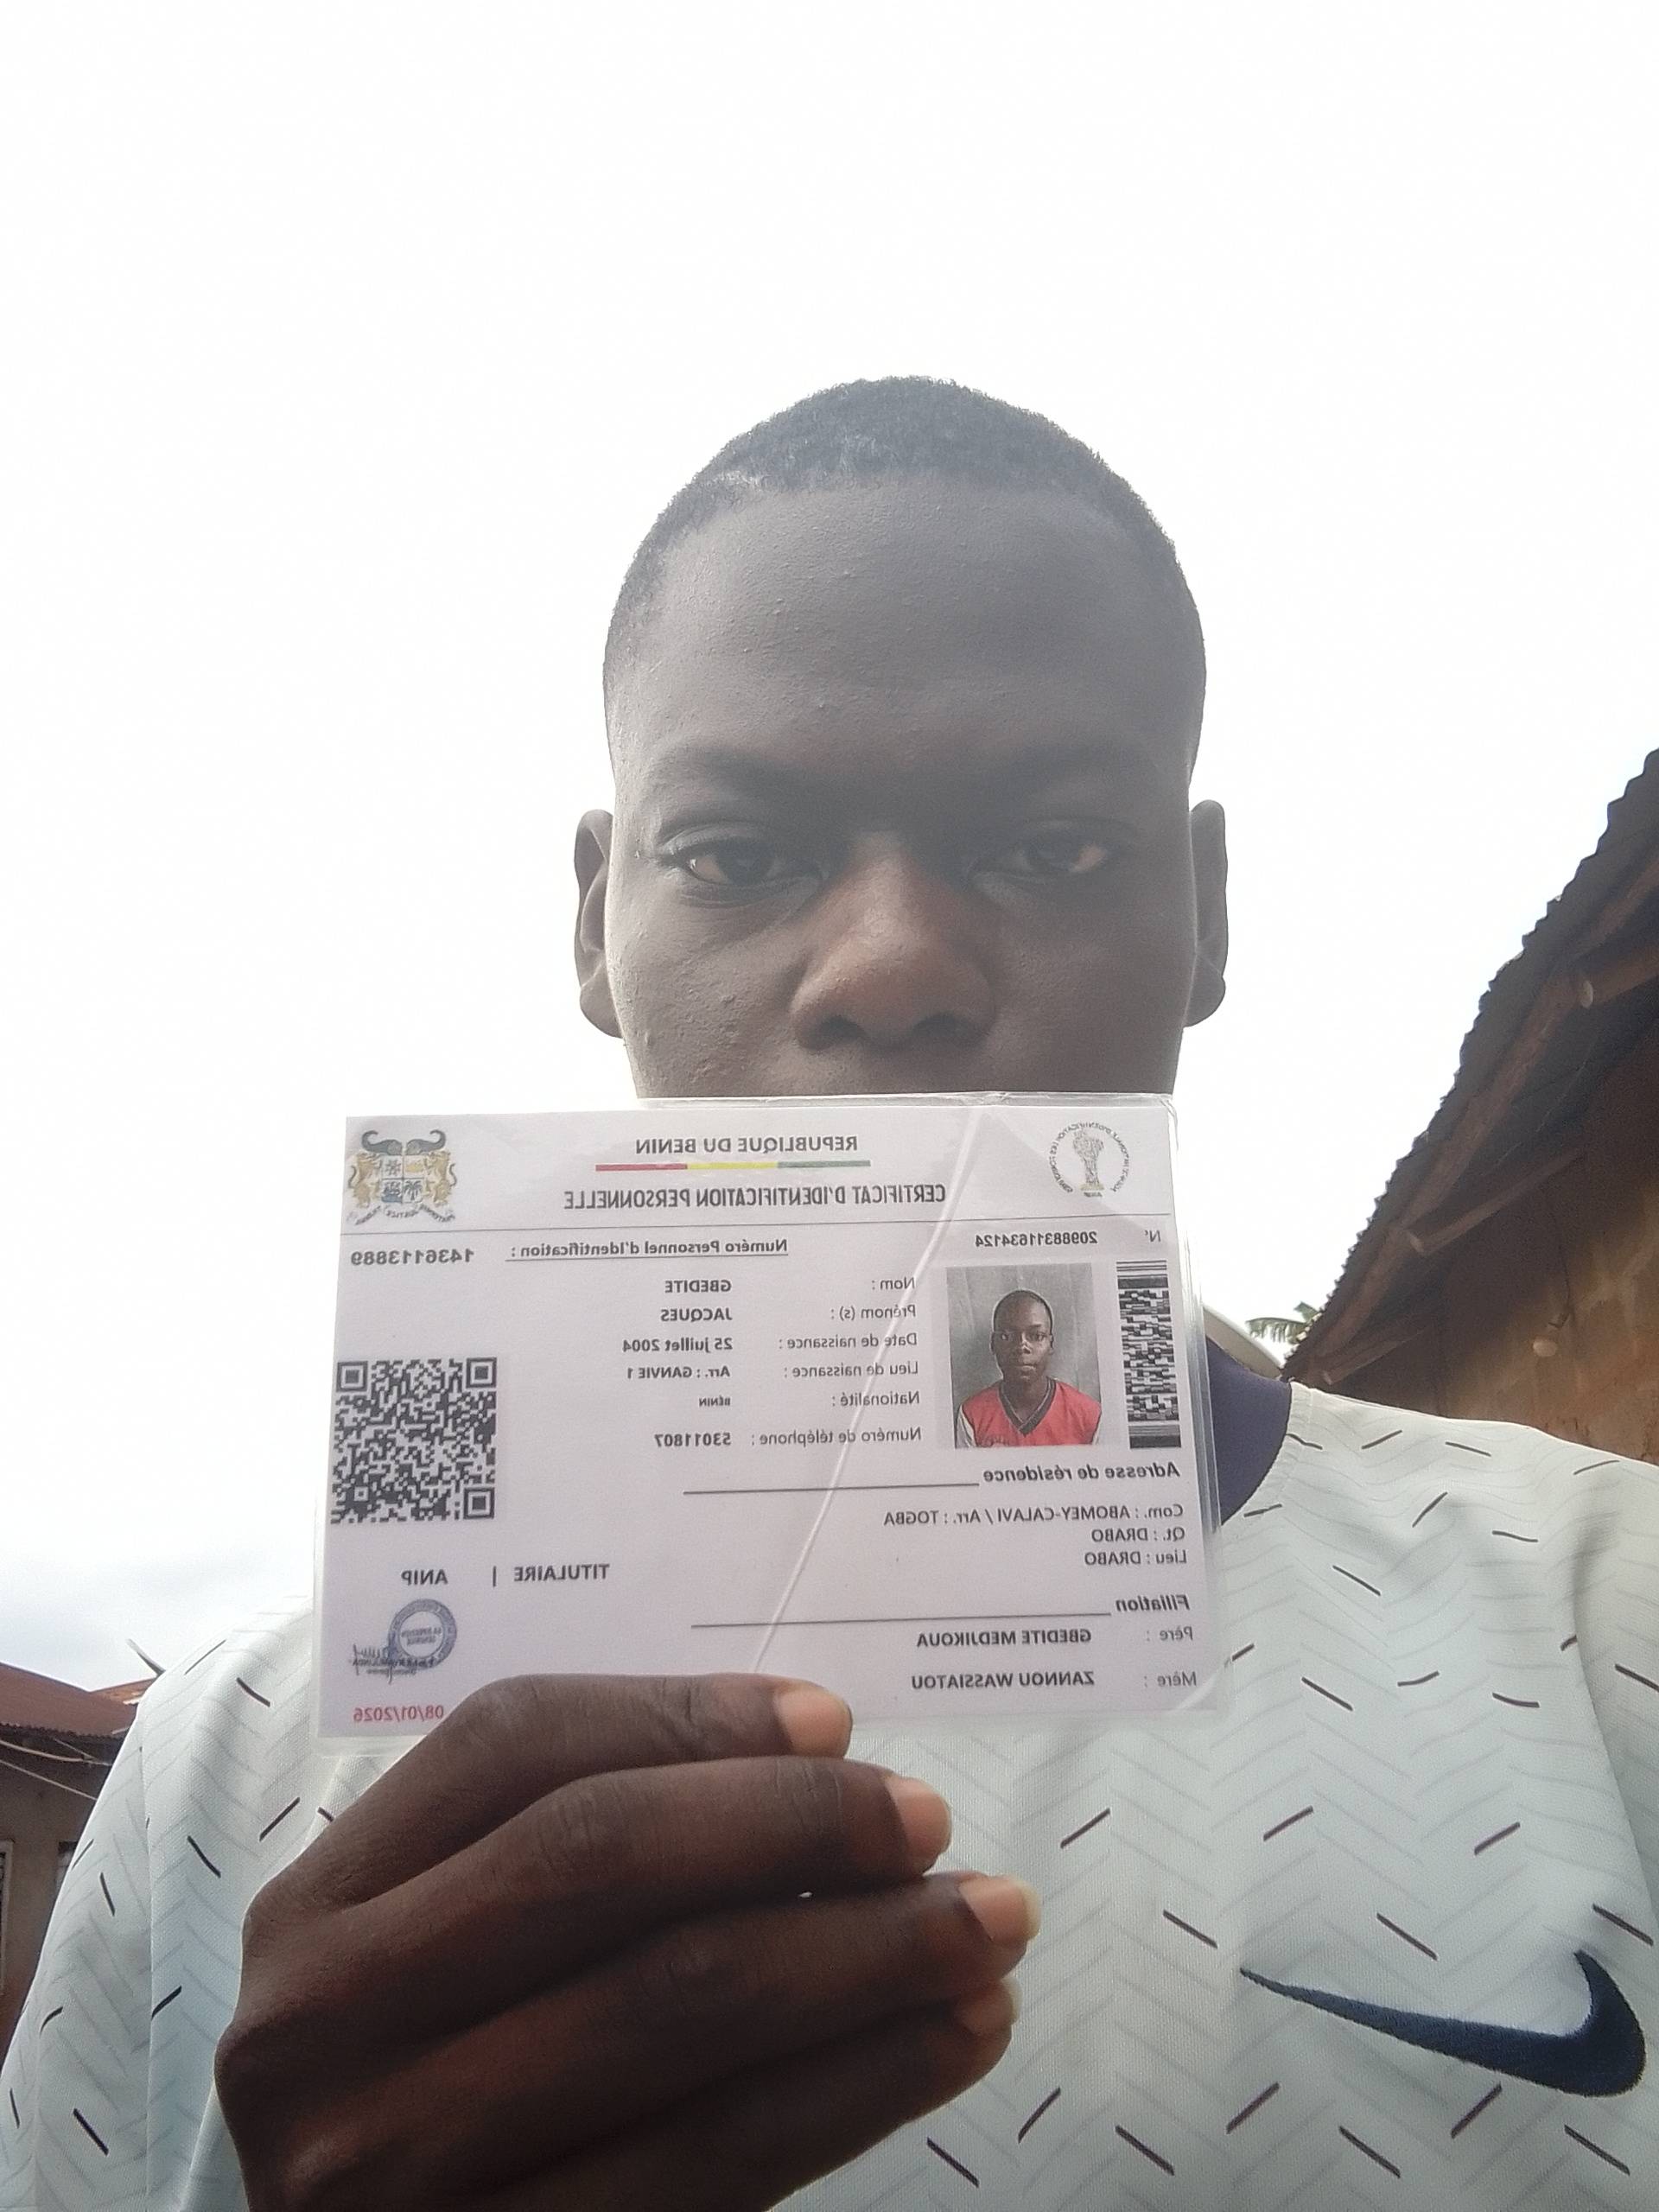 REPUBLIQUE DU BENIN
CERTIFICAT D'IDENTIFICATION PERSONNELLE
N° 2098831634124
Numéro Personnel d'Identification : 1436113889
Nom : GBEDITE
Prénom (s) : JACQUES
Date de naissance : 25 juillet 2004
Lieu de naissance : Arr. : GANVIE 1
Nationalité : BENIN
Numéro de téléphone : 53011807
Adresse de résidence
Com. : ABOMEY-CALAVI / Arr. : TOGBA
Qt. : DRABO
Lieu : DRABO
TITULAIRE | ANIP
Filiation
Père : GBEDITE MEDJIKOUA
Mère : ZANNOU WASSIATOU
08/01/2026